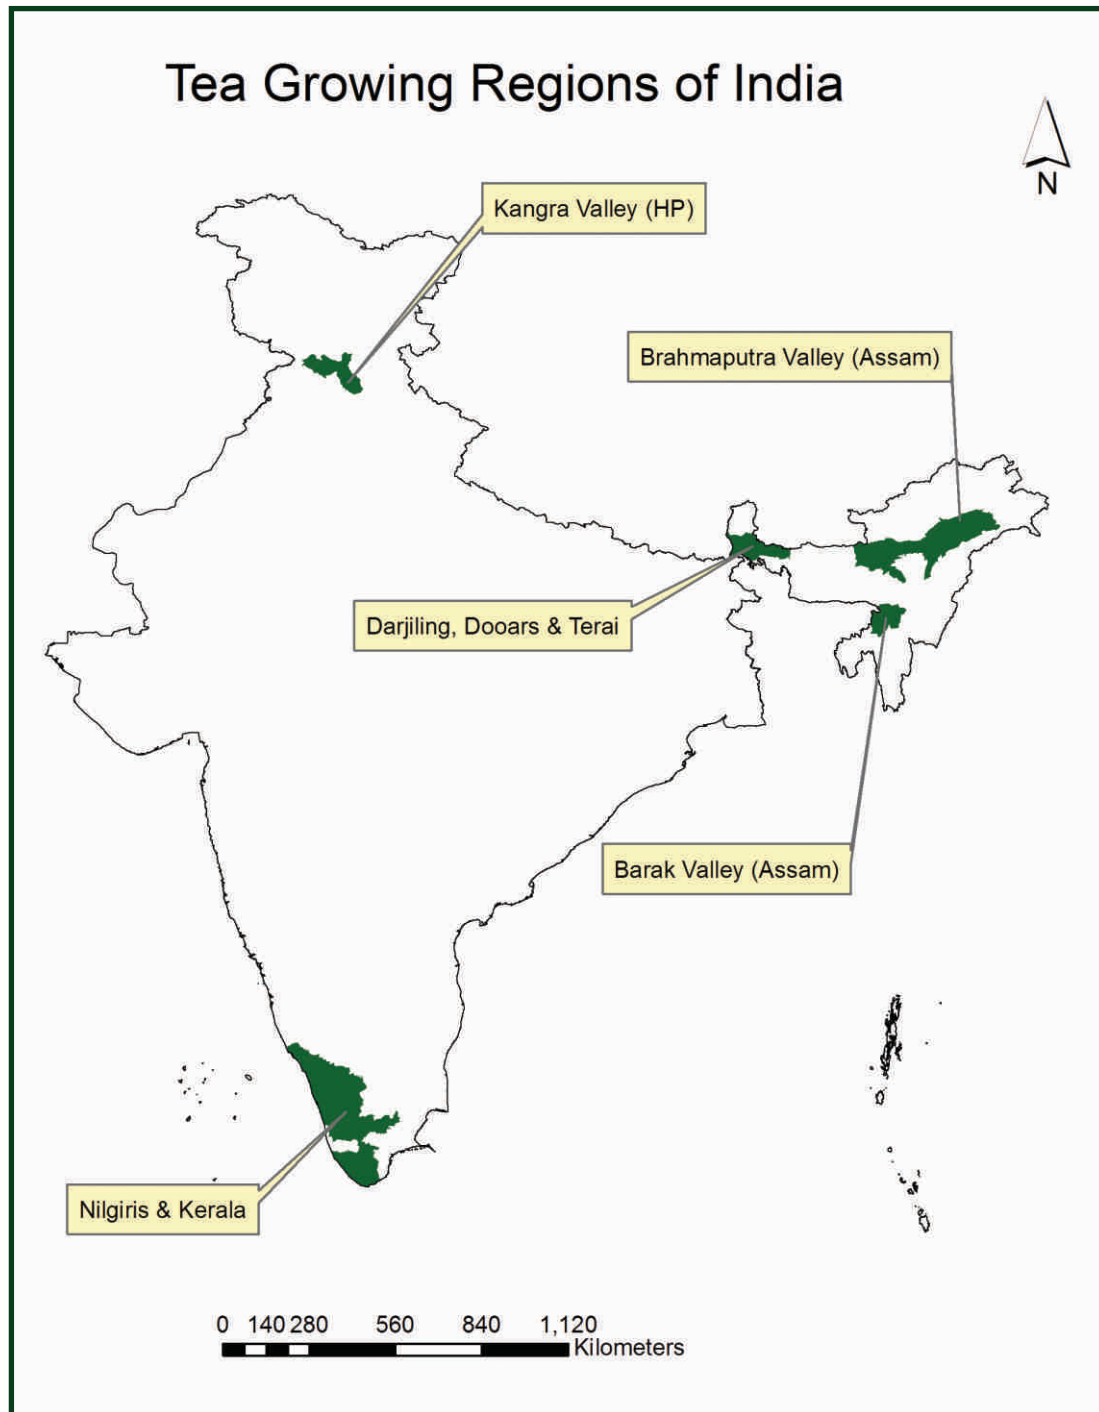 Tea Growing Regions of India
N
Kangra Valley (HP)
Brahmaputra Valley (Assam)
Darjiling, Dooars & Terai
Barak Valley (Assam)
Nilgiris & Kerala
0 140 280 560 840 1,120
Kilometers